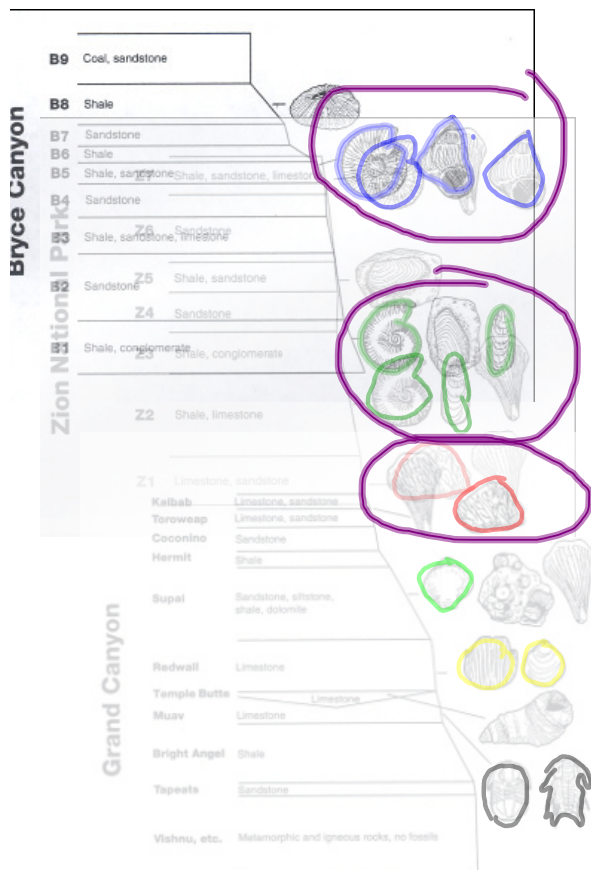 Bryce Canyon
B9 Coal, sandstone
B8 Shale
B7 Sandstone
B6 Shale
B5 Shale, sandstone
Z7 Shale, sandstone, limestone
B4 Sandstone
Z6 Sandstone
B3 Shale, sandstone, limestone
Z5 Shale, sandstone
B2 Sandstone
Z4 Sandstone
B1 Shale, conglomerate
Z3 Shale, conglomerate
Zion National Park
Z2 Shale, limestone
Z1 Limestone, sandstone
Kaibab Limestone, sandstone
Toroweap Limestone, sandstone
Coconino Sandstone
Hermit Shale
Supai Sandstone, siltstone,
shale, dolomite
Grand Canyon
Redwall Limestone
Temple Butte Limestone
Muav Limestone
Bright Angel Shale
Tapeats Sandstone
Vishnu, etc. Metamorphic and igneous rocks, no fossils